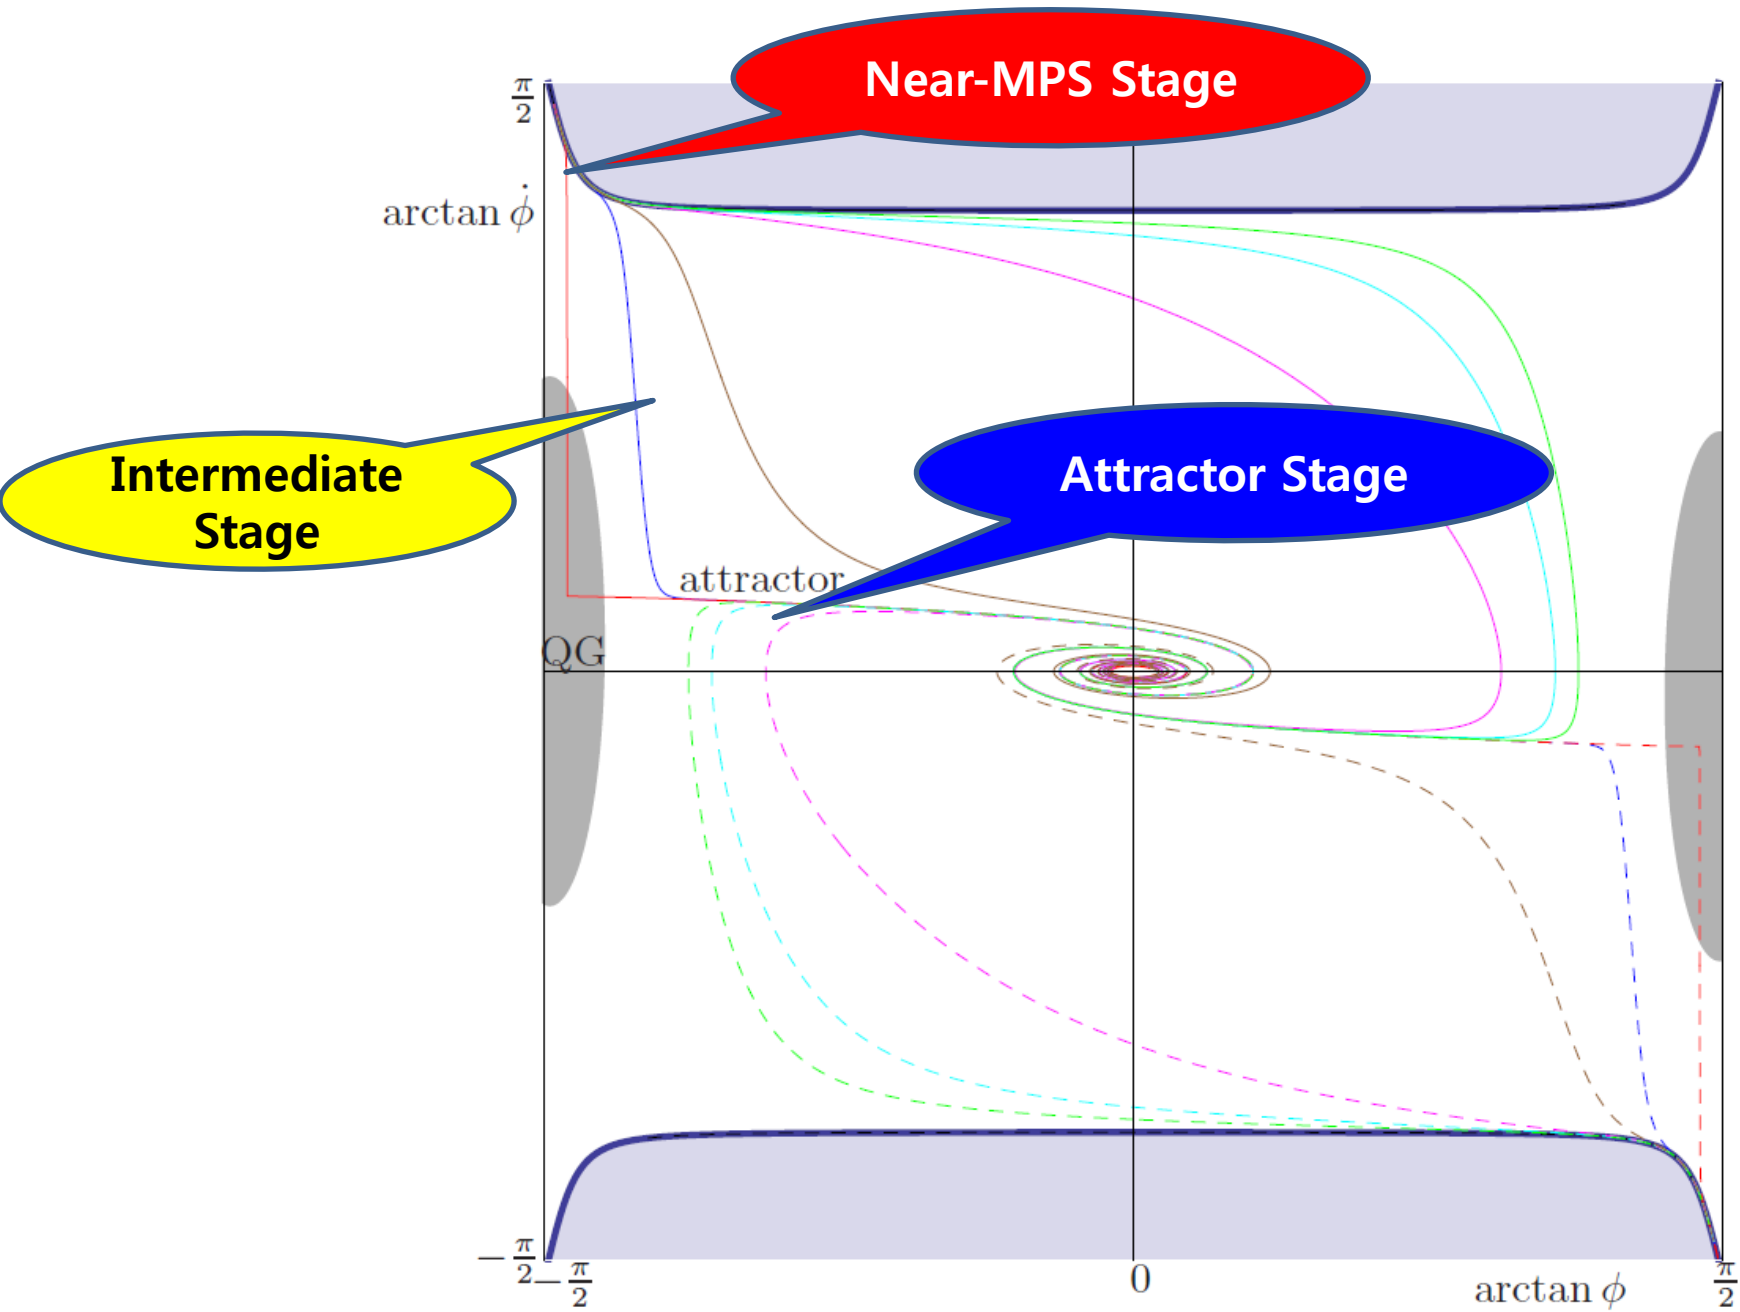 Near-MPS Stage
π/2
arctan ϕ̇
Intermediate
Stage
Attractor Stage
attractor
QG
−π/2
−π/2
0
arctan ϕ
π/2